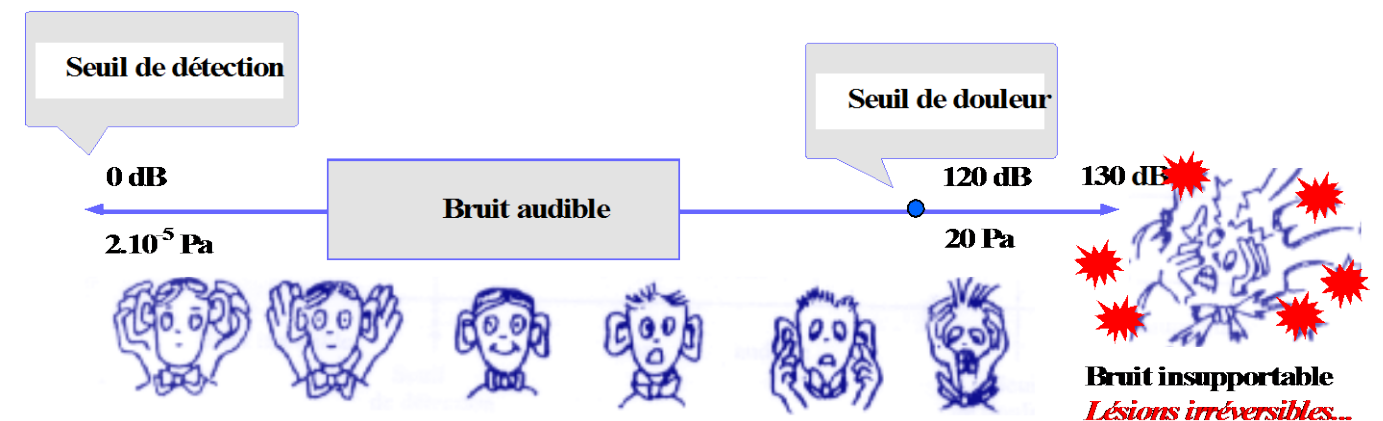 Seuil de détection
Seuil de douleur
0 dB
120 dB
130 dB
Bruit audible
2.10⁻⁵ Pa
20 Pa
Bruit insupportable
Lésions irréversibles...